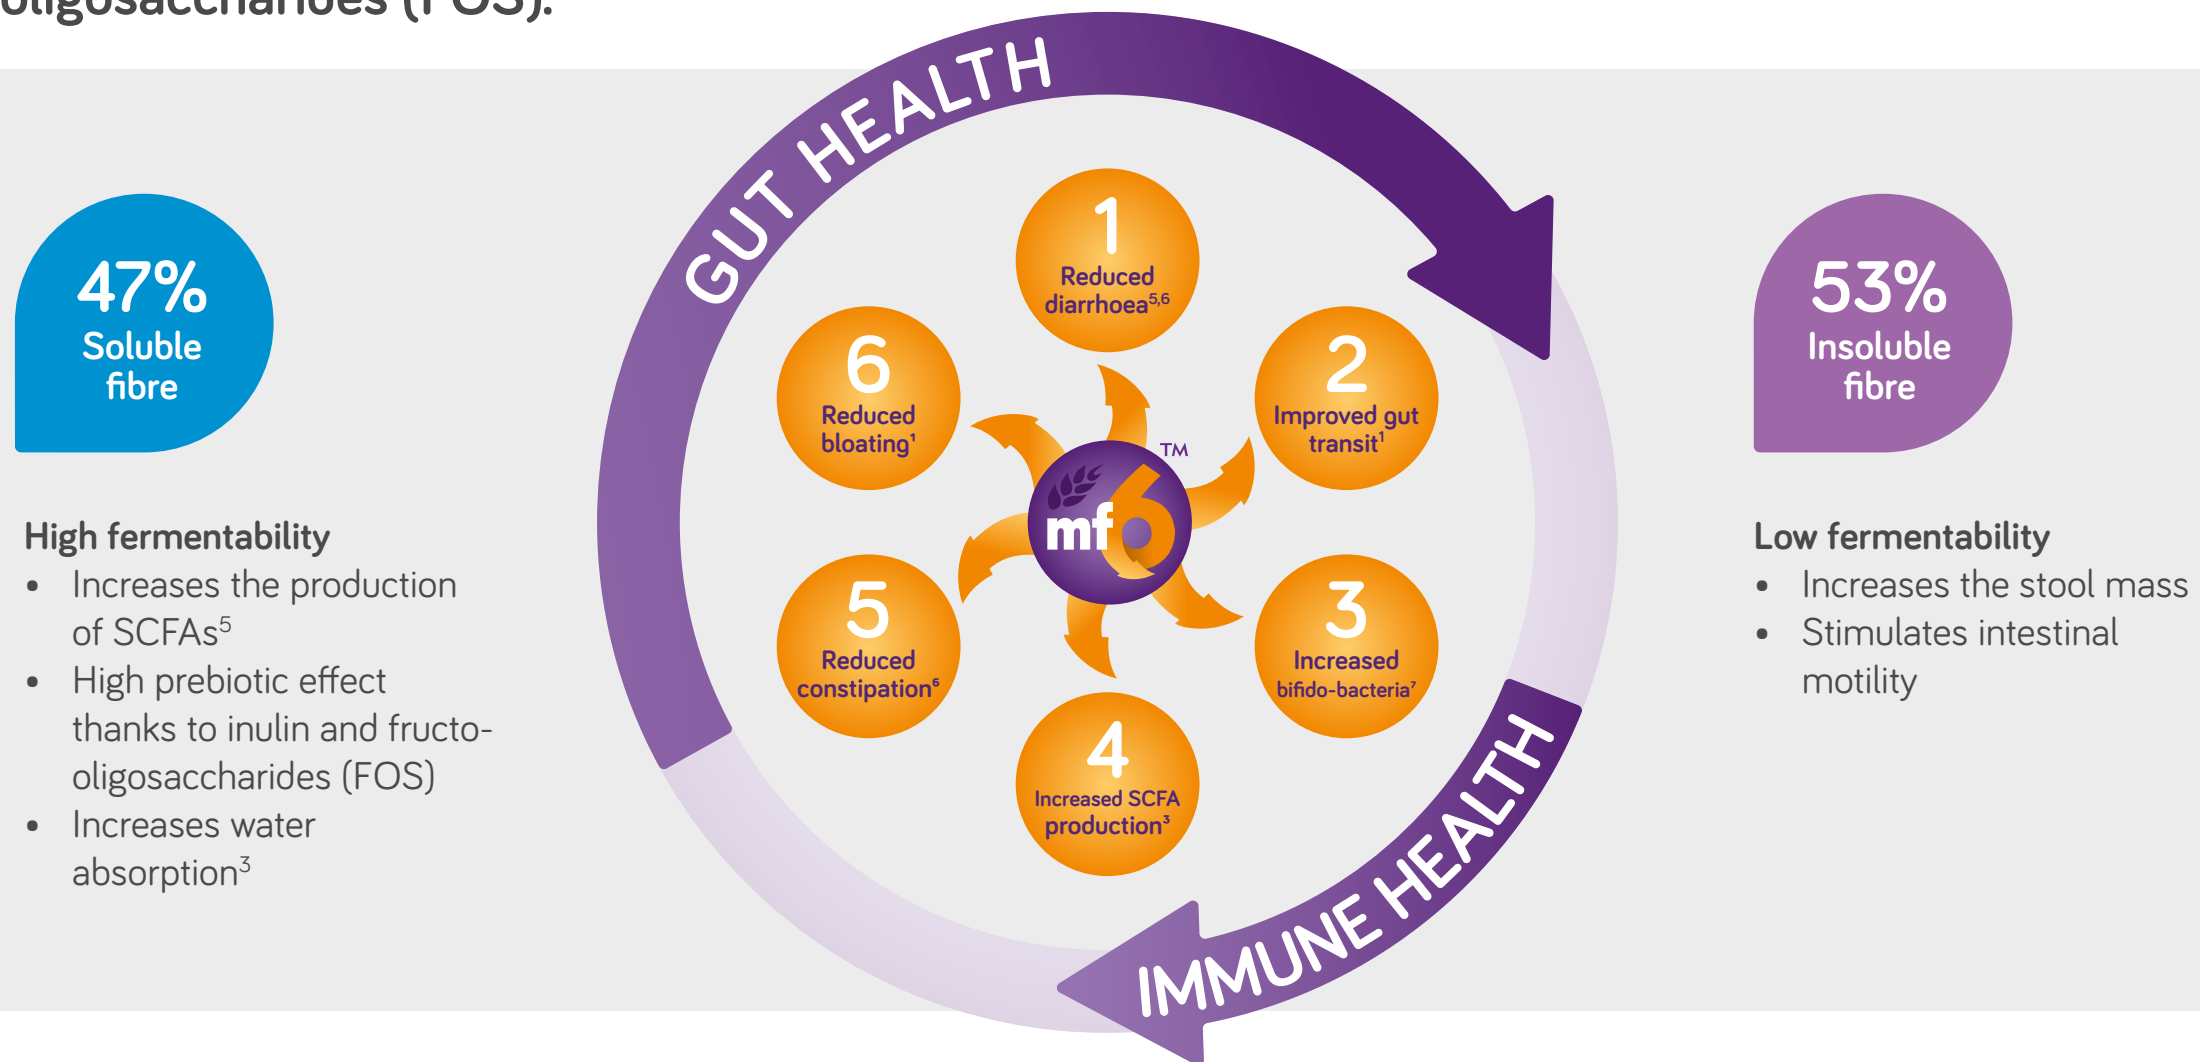 oligosaccharides (FOS).
GUT HEALTH
IMMUNE HEALTH
47%
Soluble
fibre
High fermentability
• Increases the production
of SCFAs⁵
• High prebiotic effect
thanks to inulin and fructo-
oligosaccharides (FOS)
• Increases water
absorption³
1
Reduced
diarrhoea⁵,⁶
2
Improved gut
transit¹
3
Increased
bifido-bacteria⁷
4
Increased SCFA
production³
5
Reduced
constipation⁶
6
Reduced
bloating¹
mf6™
53%
Insoluble
fibre
Low fermentability
• Increases the stool mass
• Stimulates intestinal
motility